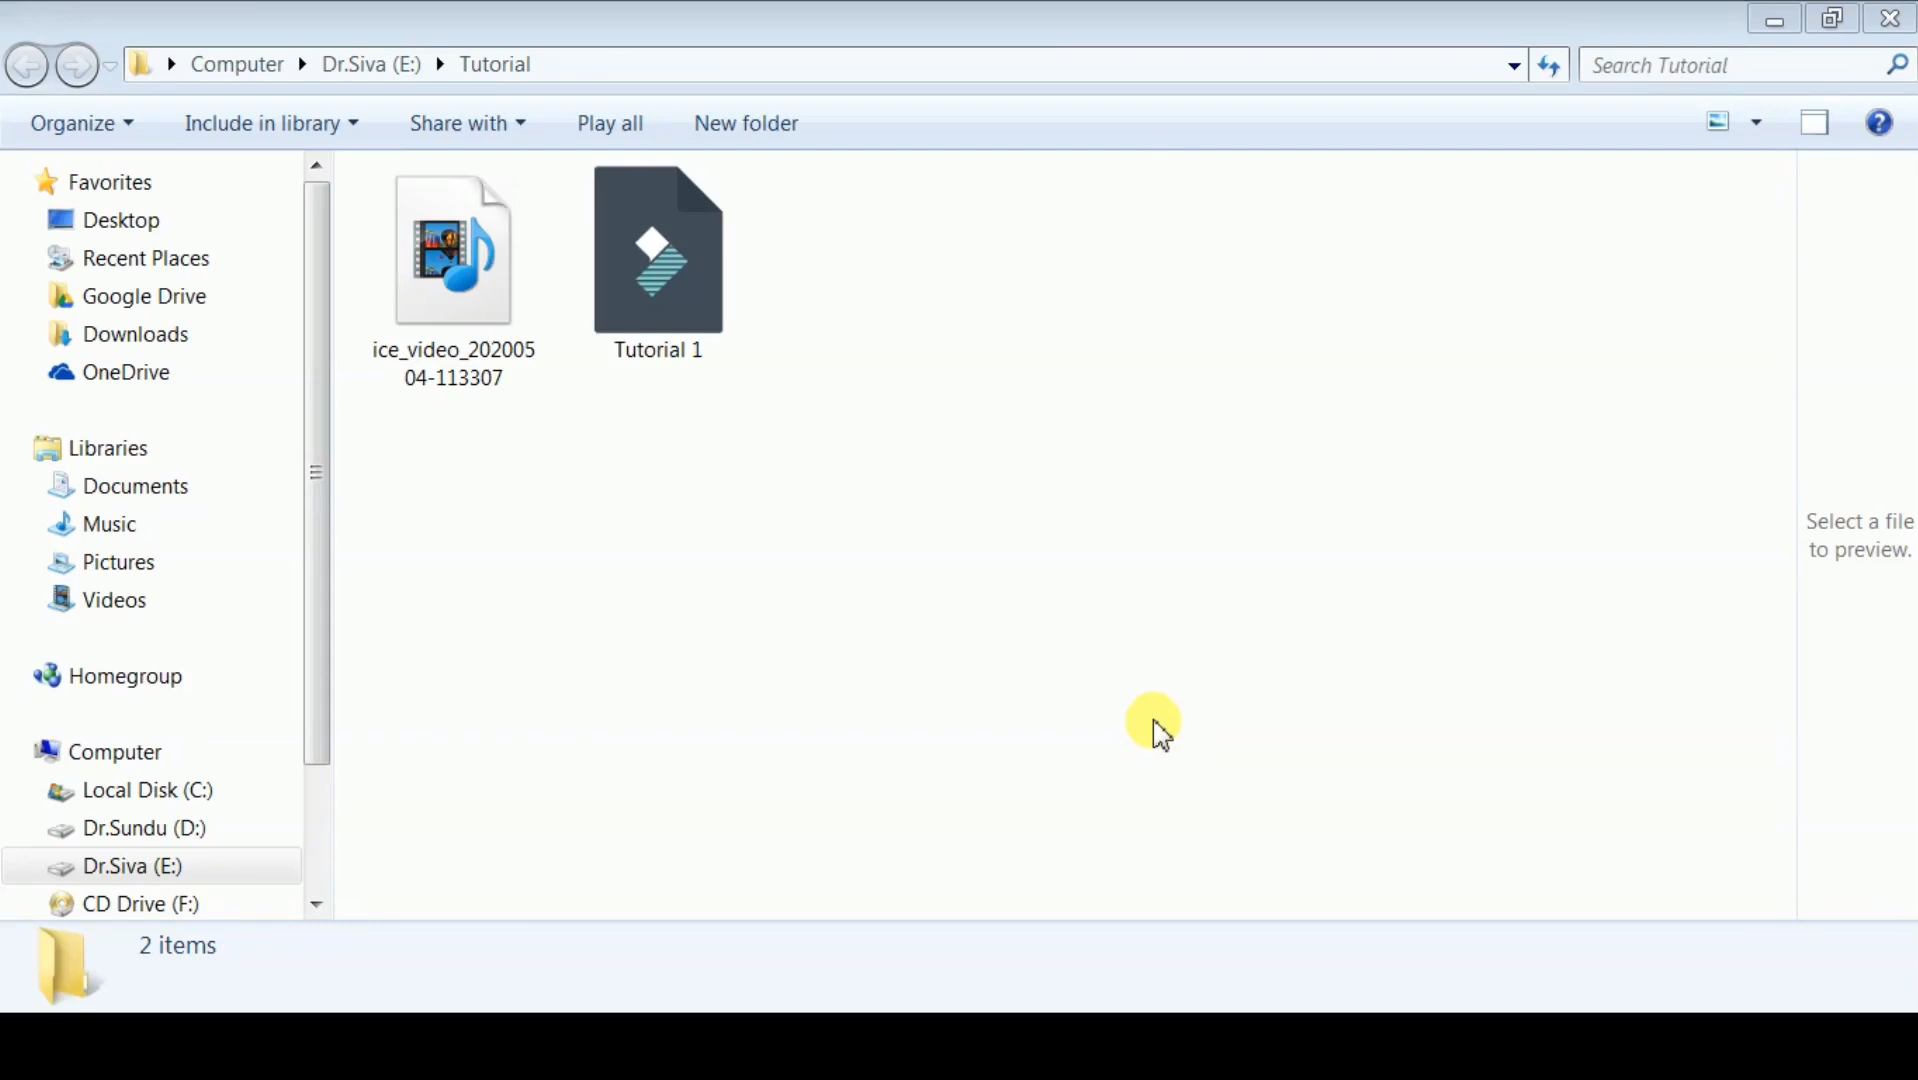 Computer Dr.Siva (E:) Tutorial
Search Tutorial
Organize Include in library Share with Play all New folder
Favorites
Desktop
Recent Places
Google Drive
Downloads
OneDrive
Libraries
Documents
Music
Pictures
Videos
Homegroup
Computer
Local Disk (C:)
Dr.Sundu (D:)
Dr.Siva (E:)
CD Drive (F:)
ice_video_202005
04-113307
Tutorial 1
Select a file
to preview.
2 items